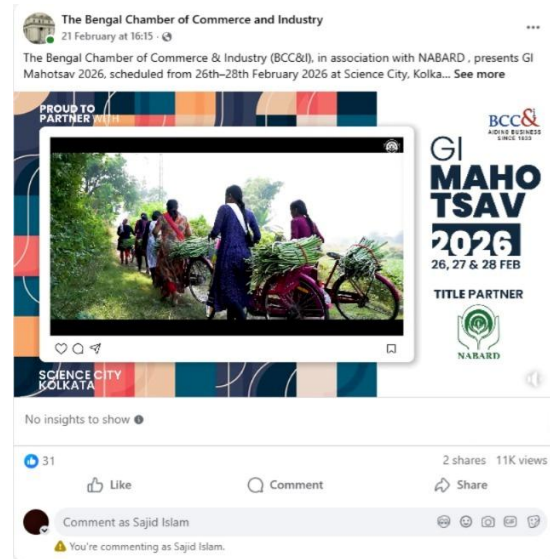 The Bengal Chamber of Commerce and Industry
21 February at 16:15 ·
The Bengal Chamber of Commerce & Industry (BCC&I), in association with NABARD , presents GI
Mahotsav 2026, scheduled from 26th–28th February 2026 at Science City, Kolka... See more
PROUD TO
PARTNER WITH
BCC&I
AIDING BUSINESS
SINCE 1833
GI
MAHO
TSAV
2026
26, 27 & 28 FEB
TITLE PARTNER
NABARD
SCIENCE CITY
KOLKATA
No insights to show
31
2 shares 11K views
Like
Comment
Share
Comment as Sajid Islam
GIF
You're commenting as Sajid Islam.